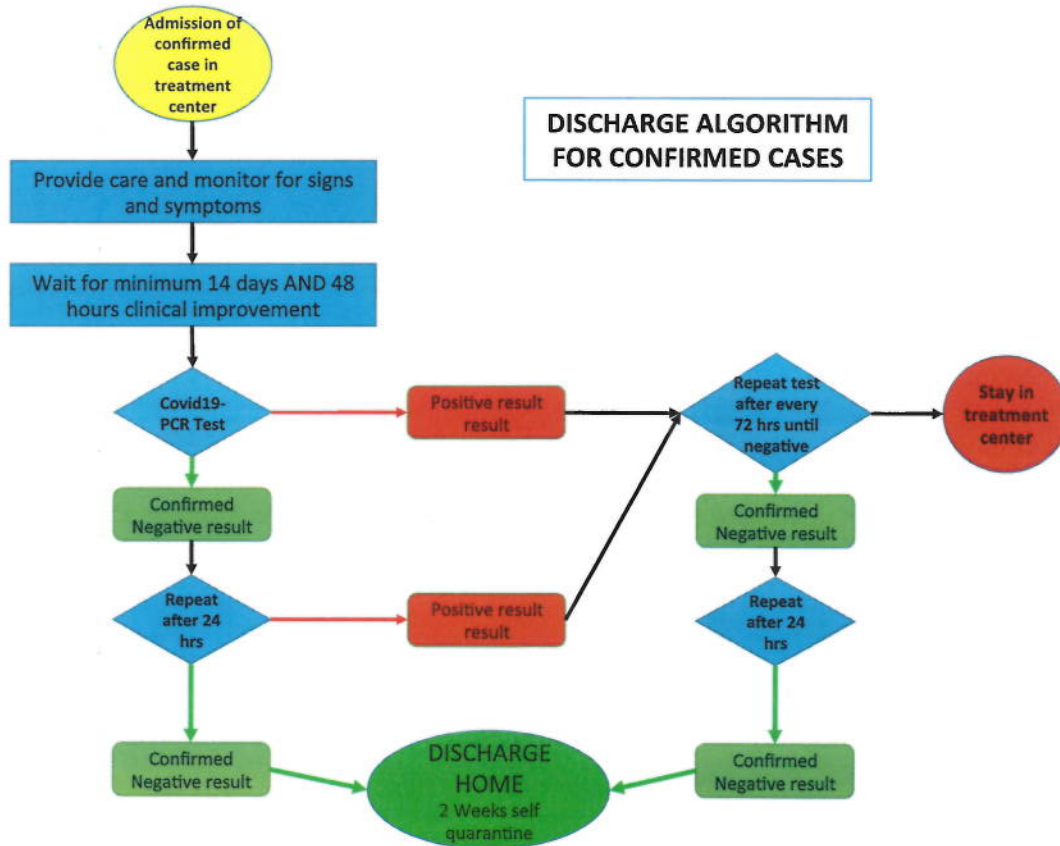 Admission of
confirmed
case in
treatment
center
DISCHARGE ALGORITHM
FOR CONFIRMED CASES
Provide care and monitor for signs
and symptoms
Wait for minimum 14 days AND 48
hours clinical improvement
Covid19-
PCR Test
Positive result
result
Repeat test
after every
72 hrs until
negative
Stay in
treatment
center
Confirmed
Negative result
Confirmed
Negative result
Repeat
after 24
hrs
Positive result
result
Repeat
after 24
hrs
Confirmed
Negative result
DISCHARGE
HOME
2 Weeks self
quarantine
Confirmed
Negative result